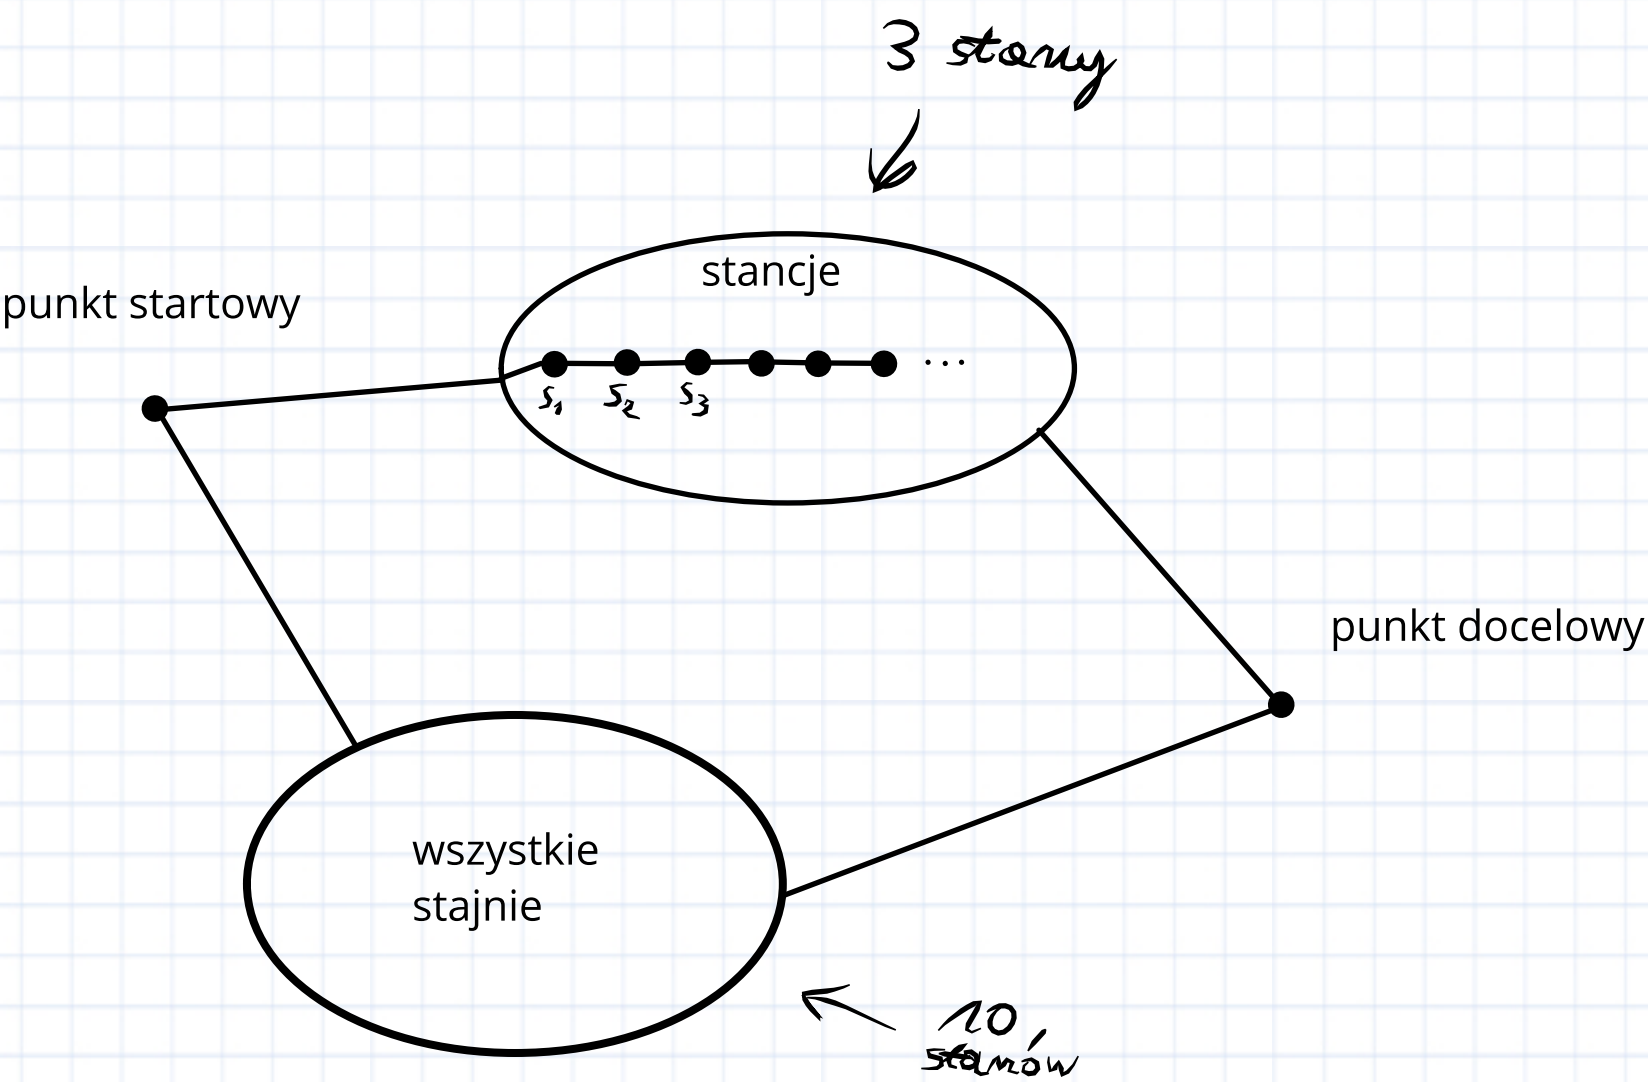 3 stany
stancje
punkt startowy
s₁ s₂ s₃ ...
punkt docelowy
wszystkie
stajnie
10
stanów